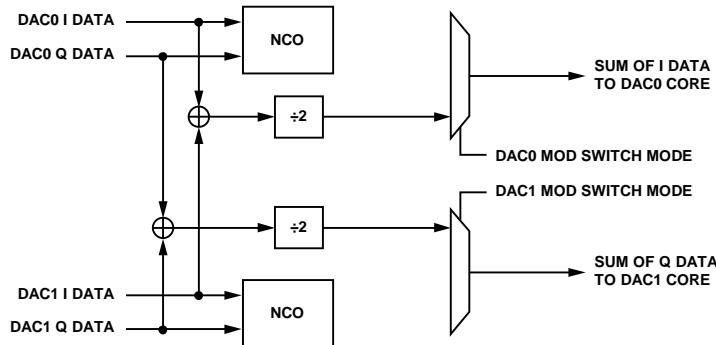 DAC0 I DATA
DAC0 Q DATA
NCO
SUM OF I DATA
TO DAC0 CORE
÷2
DAC0 MOD SWITCH MODE
DAC1 MOD SWITCH MODE
÷2
SUM OF Q DATA
TO DAC1 CORE
DAC1 I DATA
DAC1 Q DATA
NCO